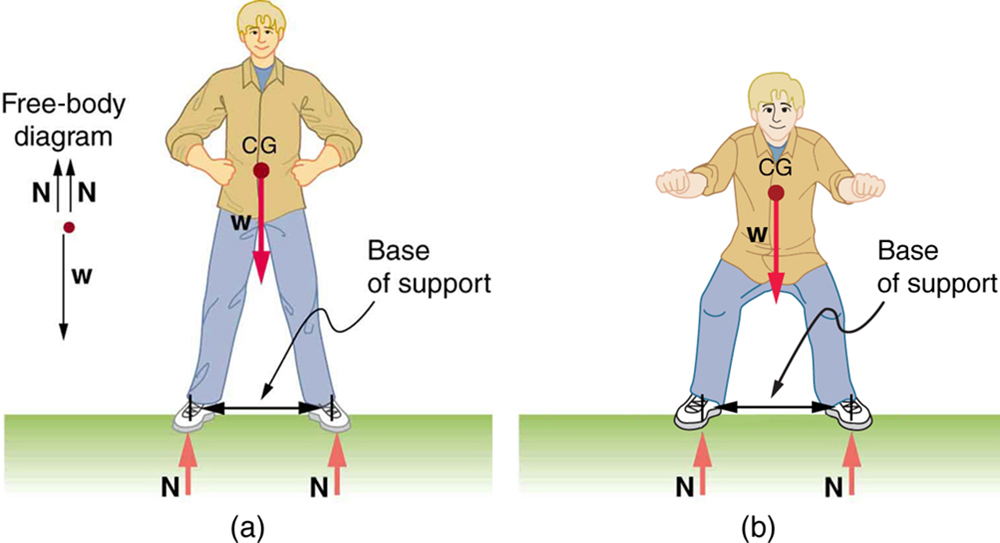 Free-body
diagram
N N
w
CG
w
Base
of support
N N
(a)
CG
w
Base
of support
N N
(b)